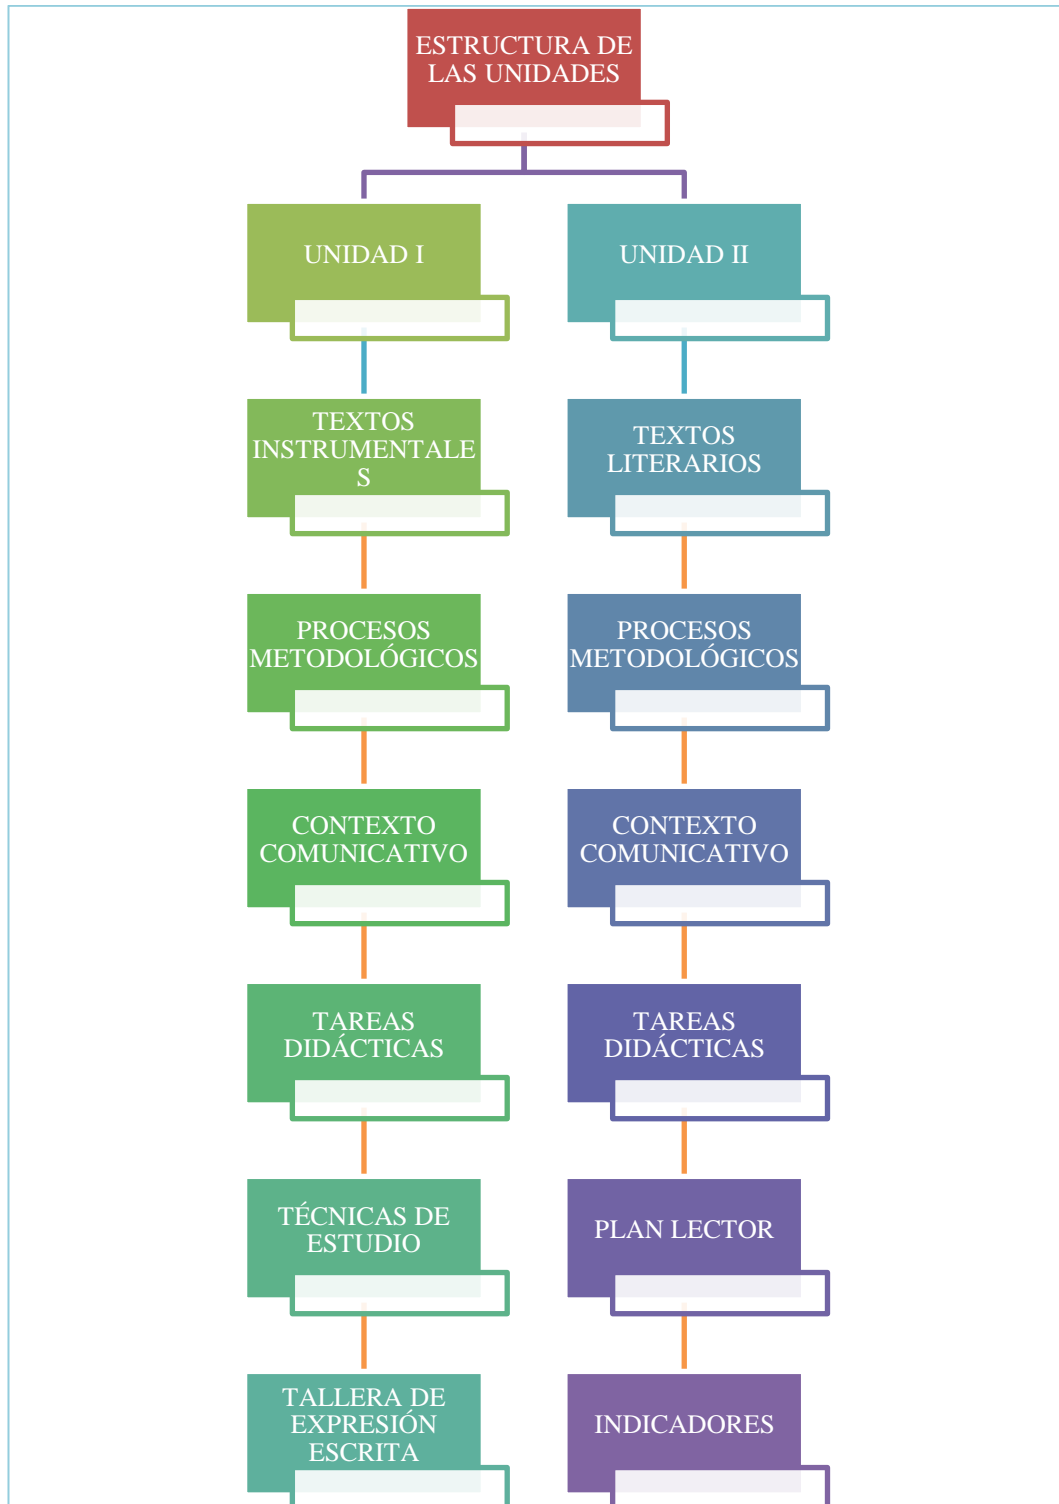 ESTRUCTURA DE
LAS UNIDADES
UNIDAD I
UNIDAD II
TEXTOS
INSTRUMENTALE
S
TEXTOS
LITERARIOS
PROCESOS
METODOLÓGICOS
PROCESOS
METODOLÓGICOS
CONTEXTO
COMUNICATIVO
CONTEXTO
COMUNICATIVO
TAREAS
DIDÁCTICAS
TAREAS
DIDÁCTICAS
TÉCNICAS DE
ESTUDIO
PLAN LECTOR
TALLERA DE
EXPRESIÓN
ESCRITA
INDICADORES